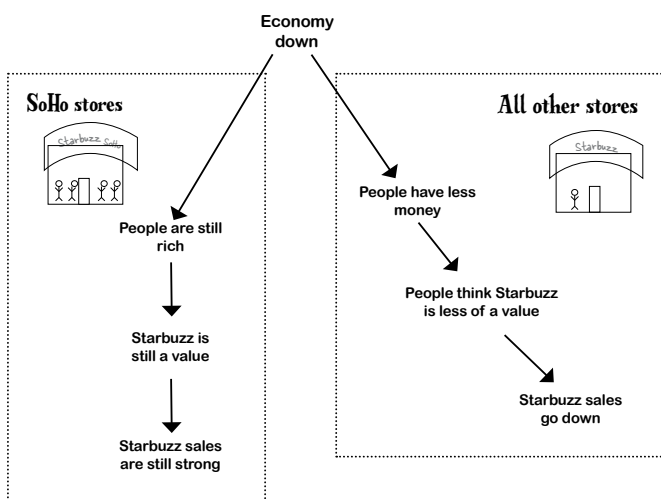 Economy
down
SoHo stores
Starbuzz SoHo
People are still
rich
Starbuzz is
still a value
Starbuzz sales
are still strong
All other stores
Starbuzz
People have less
money
People think Starbuzz
is less of a value
Starbuzz sales
go down